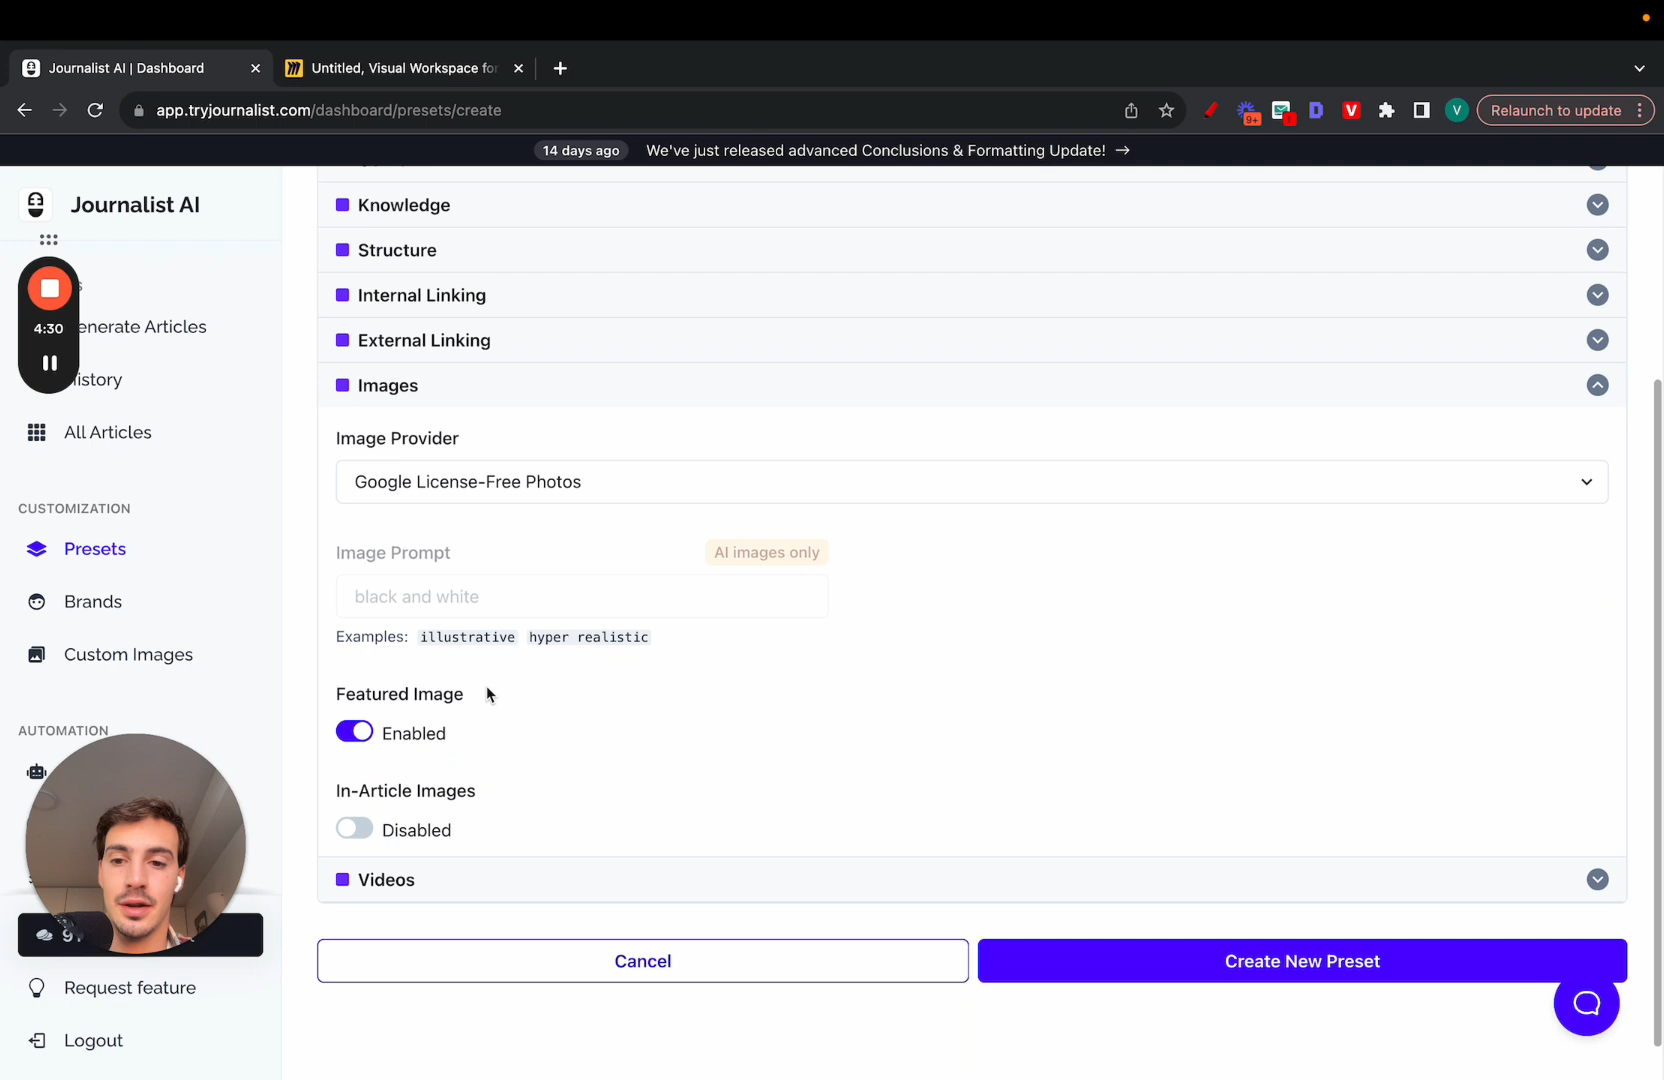 Journalist AI | Dashboard
Untitled, Visual Workspace for
app.tryjournalist.com/dashboard/presets/create
9+
D
V
V
Relaunch to update
14 days ago
We've just released advanced Conclusions & Formatting Update! →
Journalist AI
4:30
Generate Articles
History
All Articles
CUSTOMIZATION
Presets
Brands
Custom Images
AUTOMATION
Request feature
Logout
Knowledge
Structure
Internal Linking
External Linking
Images
Image Provider
Google License-Free Photos
Image Prompt
AI images only
black and white
Examples: illustrative hyper realistic
Featured Image
Enabled
In-Article Images
Disabled
Videos
Cancel
Create New Preset